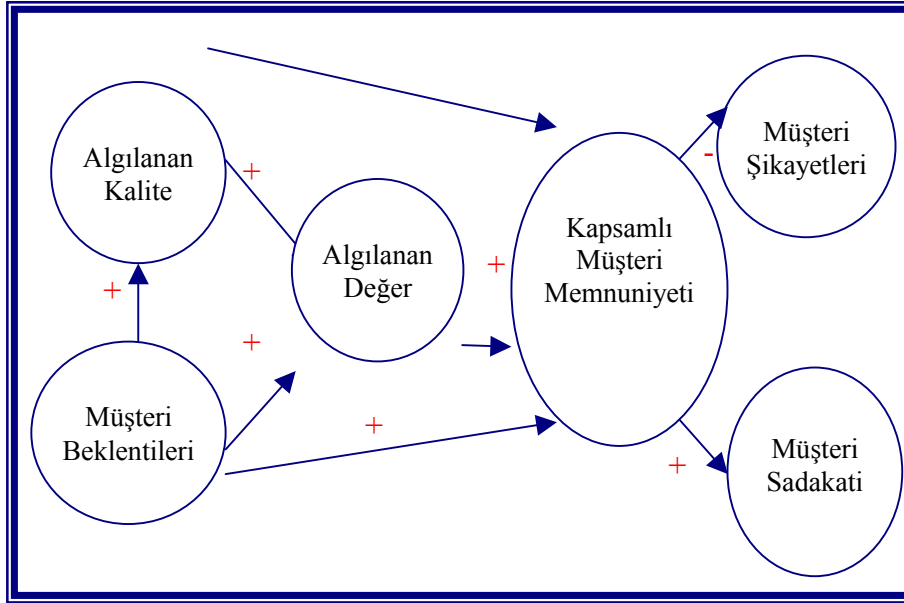 Algılanan
Kalite
+
Müşteri
Beklentileri
+
+
Algılanan
Değer
+
+
Kapsamlı
Müşteri
Memnuniyeti
-
Müşteri
Şikayetleri
+
Müşteri
Sadakati